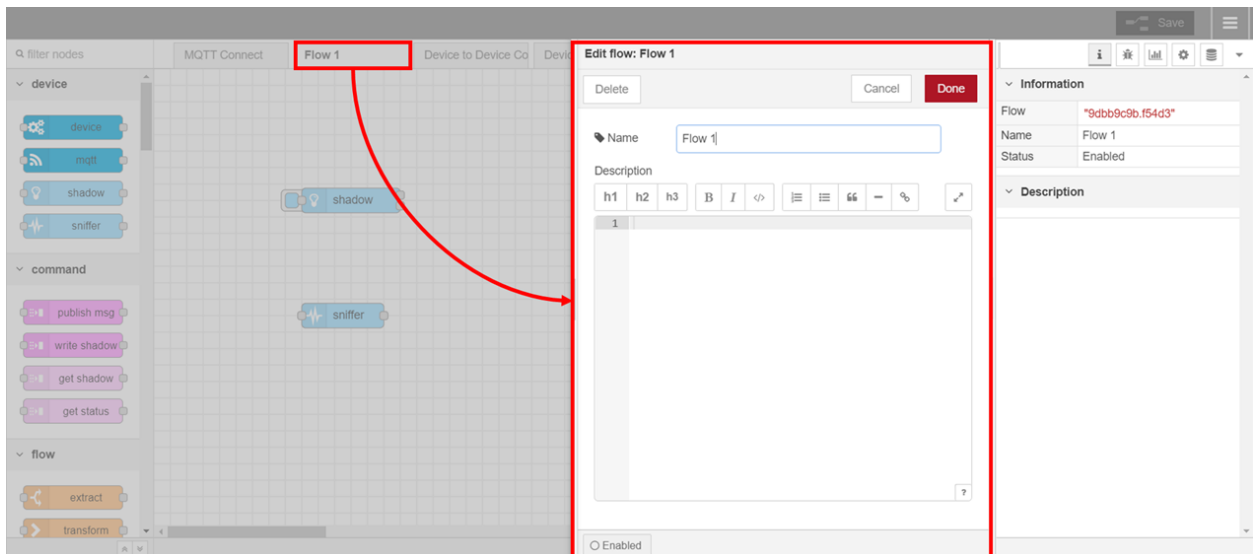 Save
filter nodes
MQTT Connect
Flow 1
Device to Device Co
Devic
Edit flow: Flow 1
Delete
Cancel
Done
Name
Flow 1
Description
h1 h2 h3 B I </>
1
?
Enabled
device
device
mqtt
shadow
sniffer
command
publish msg
write shadow
get shadow
get status
flow
extract
transform
shadow
sniffer
i
Information
Flow "9dbb9c9b.f54d3"
Name Flow 1
Status Enabled
Description